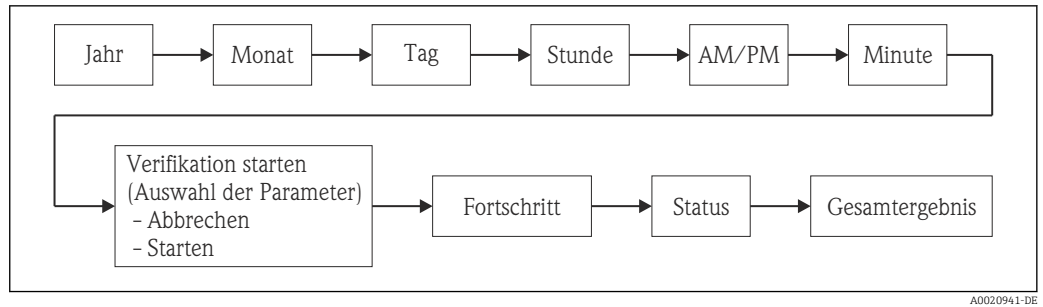 Jahr
Monat
Tag
Stunde
AM/PM
Minute
Verifikation starten
(Auswahl der Parameter)
– Abbrechen
– Starten
Fortschritt
Status
Gesamtergebnis
A0020941-DE